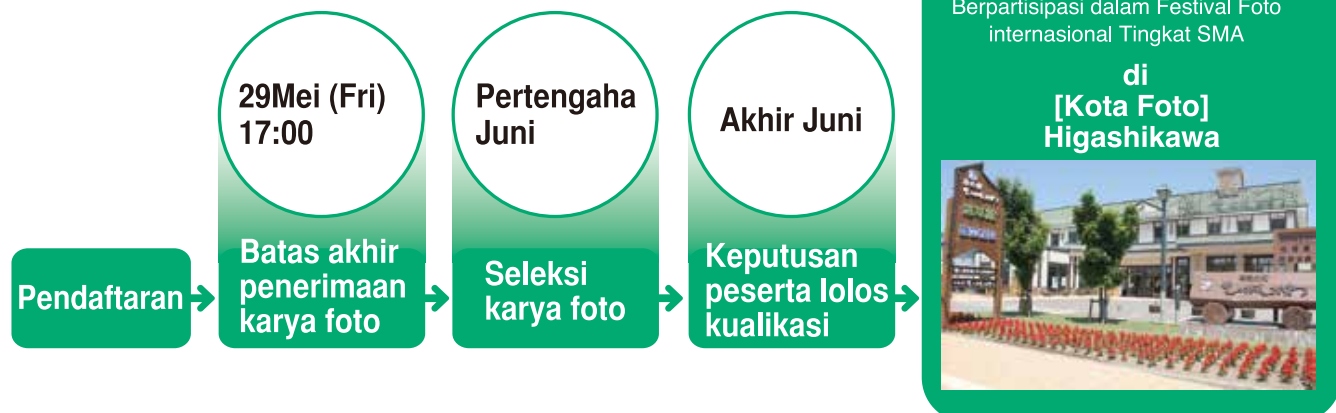 Pendaftaran
29Mei (Fri)
17:00
Batas akhir
penerimaan
karya foto
Pertengaha
Juni
Seleksi
karya foto
Akhir Juni
Keputusan
peserta lolos
kualikasi
Berpartisipasi dalam Festival Foto
internasional Tingkat SMA
di
[Kota Foto]
Higashikawa